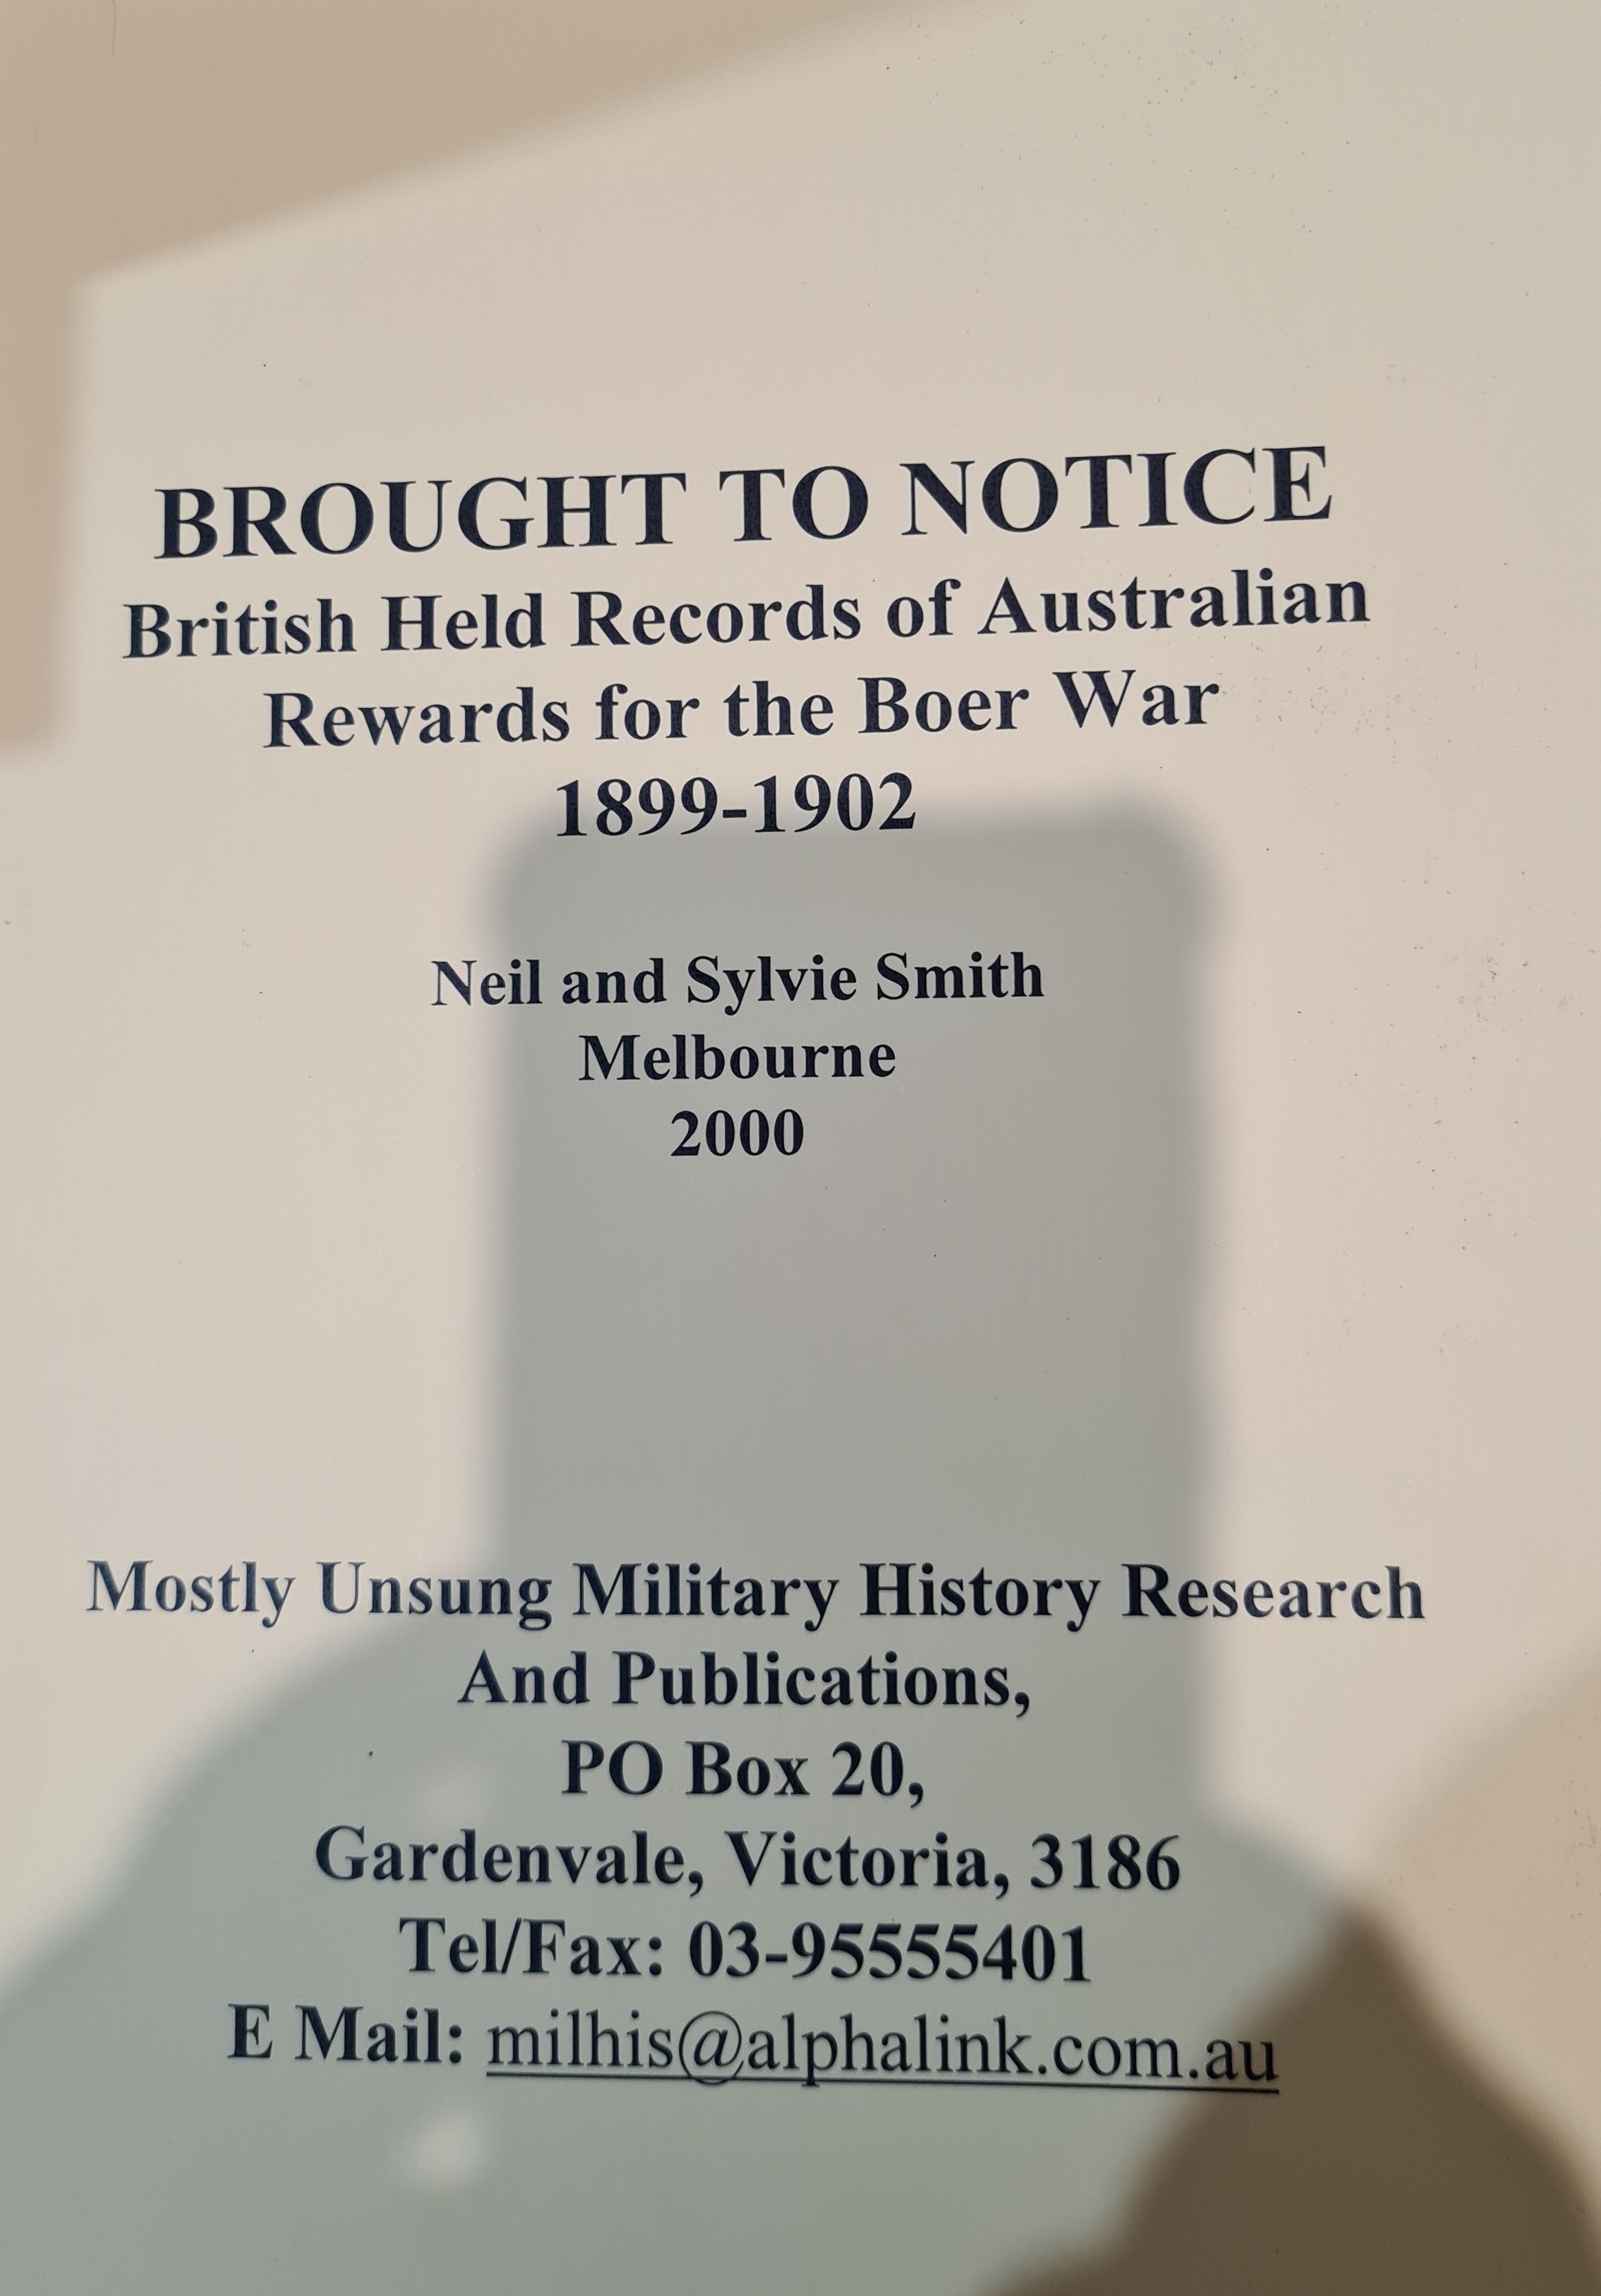 BROUGHT TO NOTICE
British Held Records of Australian
Rewards for the Boer War
1899-1902
Neil and Sylvie Smith
Melbourne
2000
Mostly Unsung Military History Research
And Publications,
PO Box 20,
Gardenvale, Victoria, 3186
Tel/Fax: 03-95555401
E Mail: milhis@alphalink.com.au